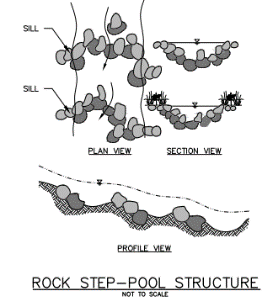 SILL
SILL
PLAN VIEW
SECTION VIEW
PROFILE VIEW
ROCK STEP-POOL STRUCTURE
NOT TO SCALE